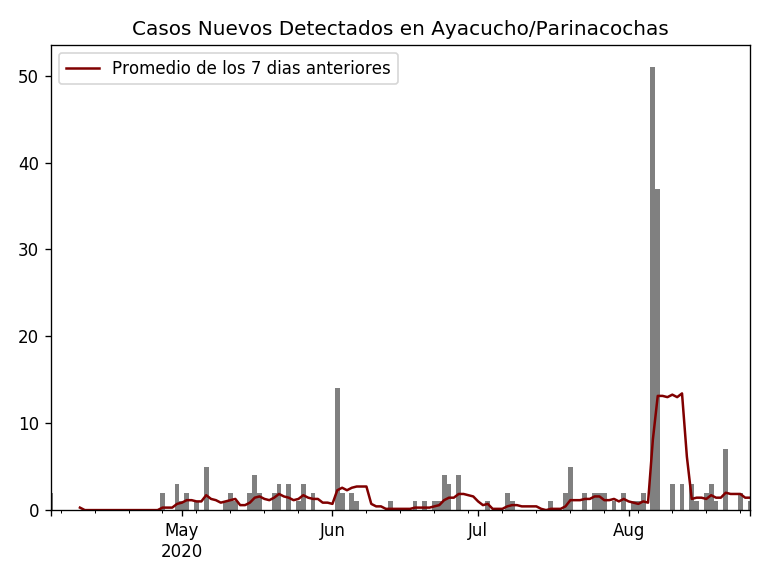 Casos Nuevos Detectados en Ayacucho/Parinacochas
Promedio de los 7 dias anteriores
50
40
30
20
10
0
May Jun Jul Aug
2020